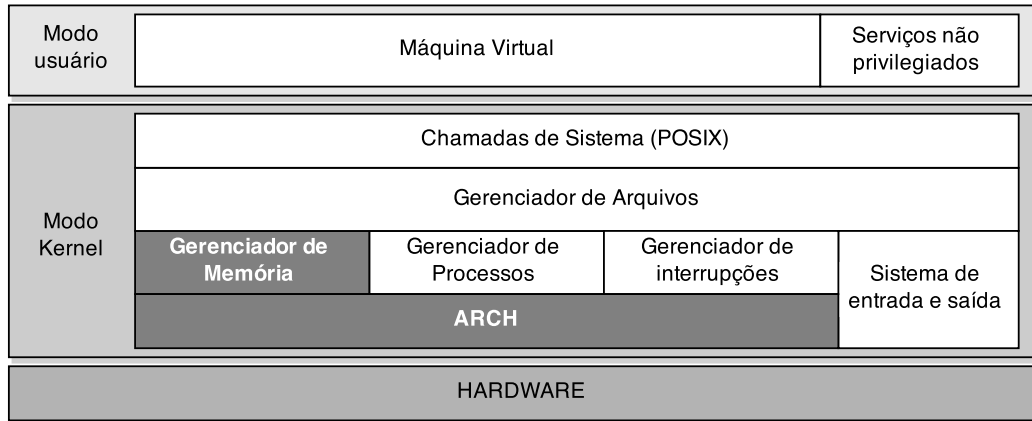 Modo
usuário
Máquina Virtual
Serviços não
privilegiados
Modo
Kernel
Chamadas de Sistema (POSIX)
Gerenciador de Arquivos
Gerenciador de
Memória
Gerenciador de
Processos
Gerenciador de
interrupções
Sistema de
entrada e saída
ARCH
HARDWARE